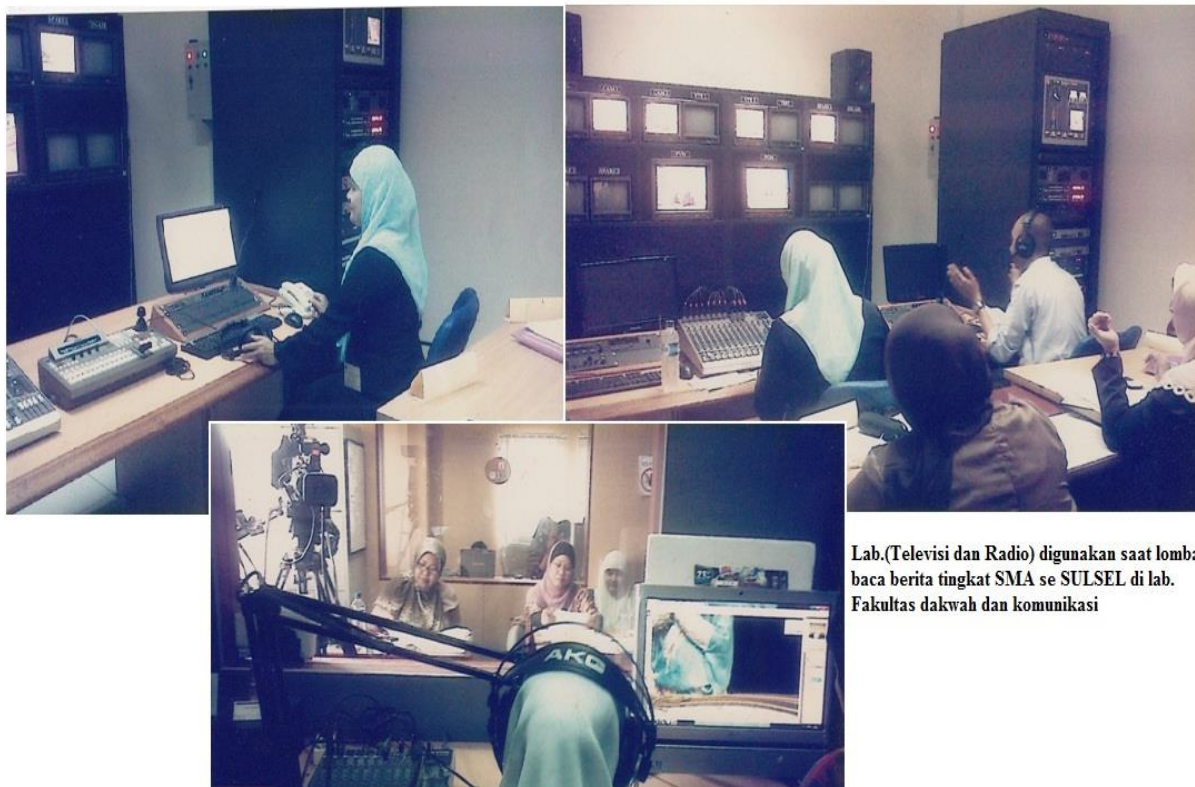 AKG
Lab.(Televisi dan Radio) digunakan saat lomba
baca berita tingkat SMA se SULSEL di lab.
Fakultas dakwah dan komunikasi